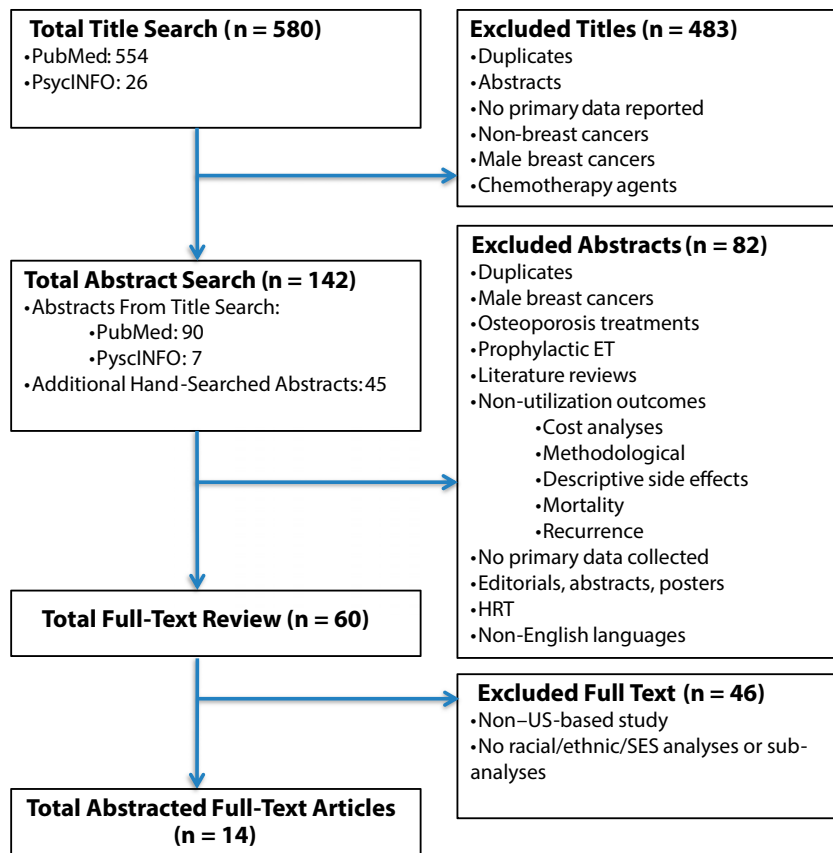 Total Title Search (n = 580)
•PubMed: 554
•PsycINFO: 26
Excluded Titles (n = 483)
•Duplicates
•Abstracts
•No primary data reported
•Non-breast cancers
•Male breast cancers
•Chemotherapy agents
Total Abstract Search (n = 142)
•Abstracts From Title Search:
•PubMed: 90
•PyscINFO: 7
•Additional Hand-Searched Abstracts: 45
Excluded Abstracts (n = 82)
•Duplicates
•Male breast cancers
•Osteoporosis treatments
•Prophylactic ET
•Literature reviews
•Non-utilization outcomes
•Cost analyses
•Methodological
•Descriptive side effects
•Mortality
•Recurrence
•No primary data collected
•Editorials, abstracts, posters
•HRT
•Non-English languages
Total Full-Text Review (n = 60)
Excluded Full Text (n = 46)
•Non–US-based study
•No racial/ethnic/SES analyses or sub-
analyses
Total Abstracted Full-Text Articles
(n = 14)